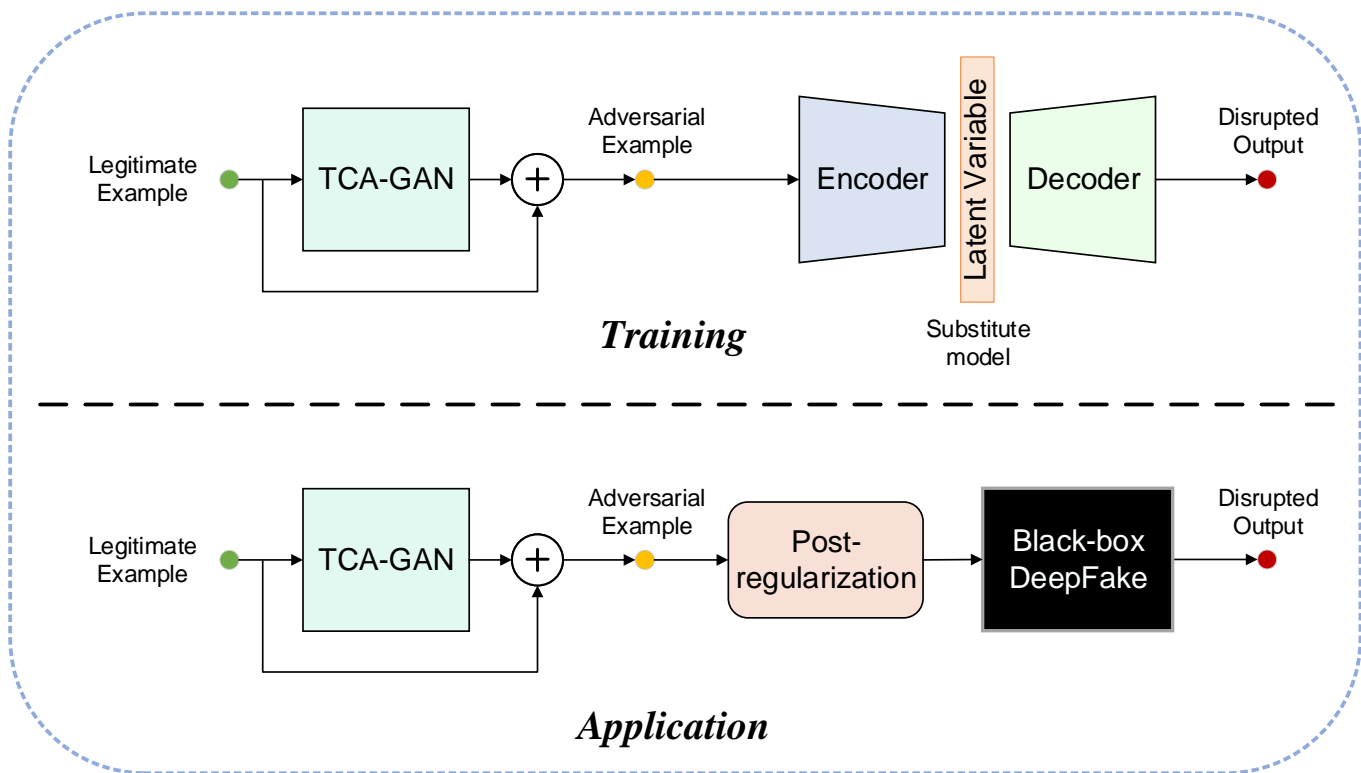 Legitimate
Example
TCA-GAN
+
Adversarial
Example
Encoder
Latent Variable
Decoder
Disrupted
Output
Substitute
model
Training
Legitimate
Example
TCA-GAN
+
Adversarial
Example
Post-
regularization
Black-box
DeepFake
Disrupted
Output
Application